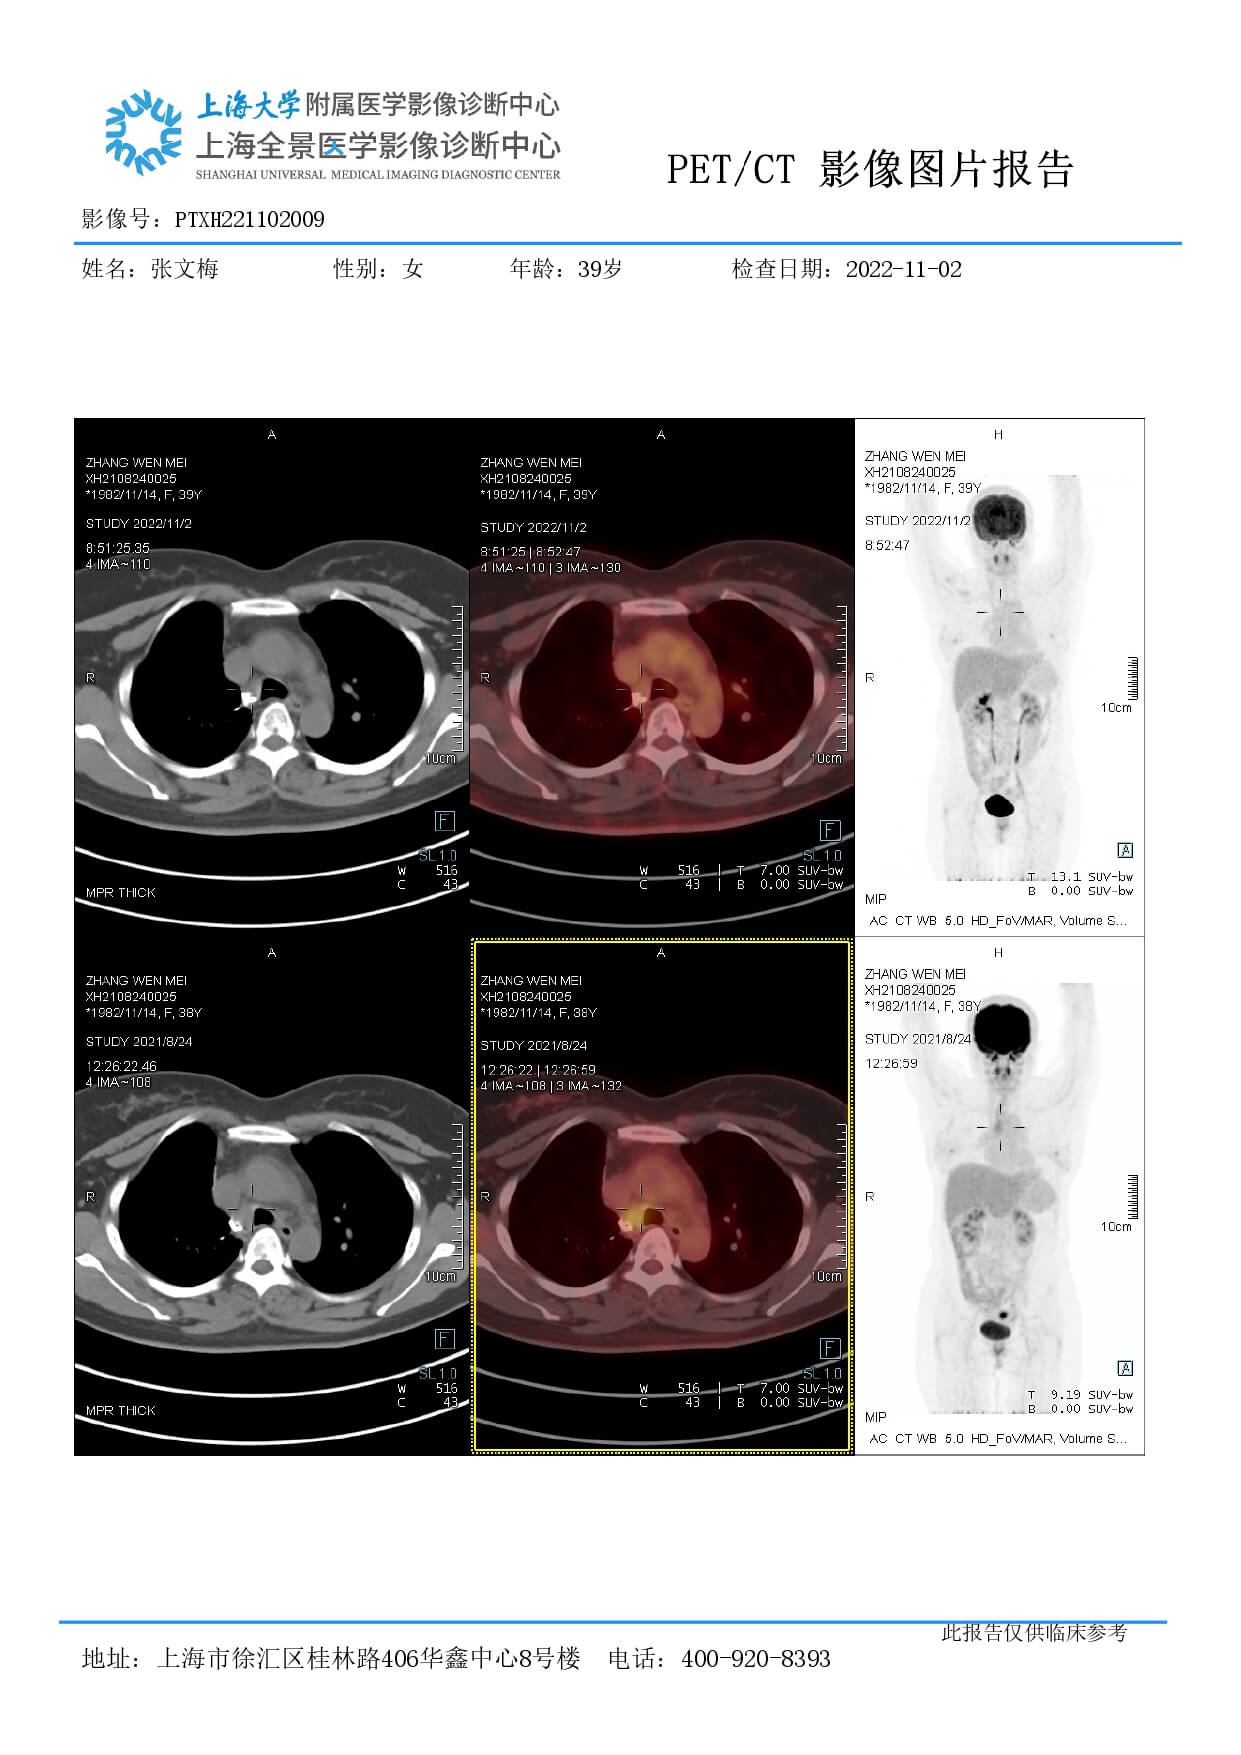 上海大学附属医学影像诊断中心
上海全景医学影像诊断中心
SHANGHAI UNIVERSAL MEDICAL IMAGING DIAGNOSTIC CENTER
PET/CT 影像图片报告
影像号：PTXH221102009
姓名：张文梅 性别：女 年龄：39岁 检查日期：2022-11-02
A
ZHANG WEN MEI
XH2108240025
*1982/11/14, F, 39Y
STUDY 2022/11/2
8:51:25.35
4 IMA~110
R
10cm
F
SL 1.0
W 516
C 43
MPR THICK
A
ZHANG WEN MEI
XH2108240025
*1982/11/14, F, 39Y
STUDY 2022/11/2
8:51:25 | 8:52:47
4 IMA~110 | 3 IMA~130
R
10cm
F
SL 1.0
W 516 | T 7.00 SUV-bw
C 43 | B 0.00 SUV-bw
H
ZHANG WEN MEI
XH2108240025
*1982/11/14, F, 39Y
STUDY 2022/11/2
8:52:47
R
10cm
A
T 13.1 SUV-bw
B 0.00 SUV-bw
MIP
AC CT WB 5.0 HD_FoV/MAR, Volume S...
A
ZHANG WEN MEI
XH2108240025
*1982/11/14, F, 38Y
STUDY 2021/8/24
12:26:22.46
4 IMA~108
R
10cm
F
SL 1.0
W 516
C 43
MPR THICK
A
ZHANG WEN MEI
XH2108240025
*1982/11/14, F, 38Y
STUDY 2021/8/24
12:26:22 | 12:26:59
4 IMA~108 | 3 IMA~132
R
10cm
F
SL 1.0
W 516 | T 7.00 SUV-bw
C 43 | B 0.00 SUV-bw
H
ZHANG WEN MEI
XH2108240025
*1982/11/14, F, 38Y
STUDY 2021/8/24
12:26:59
R
10cm
A
T 9.19 SUV-bw
B 0.00 SUV-bw
MIP
AC CT WB 5.0 HD_FoV/MAR, Volume S...
此报告仅供临床参考
地址：上海市徐汇区桂林路406华鑫中心8号楼 电话：400-920-8393